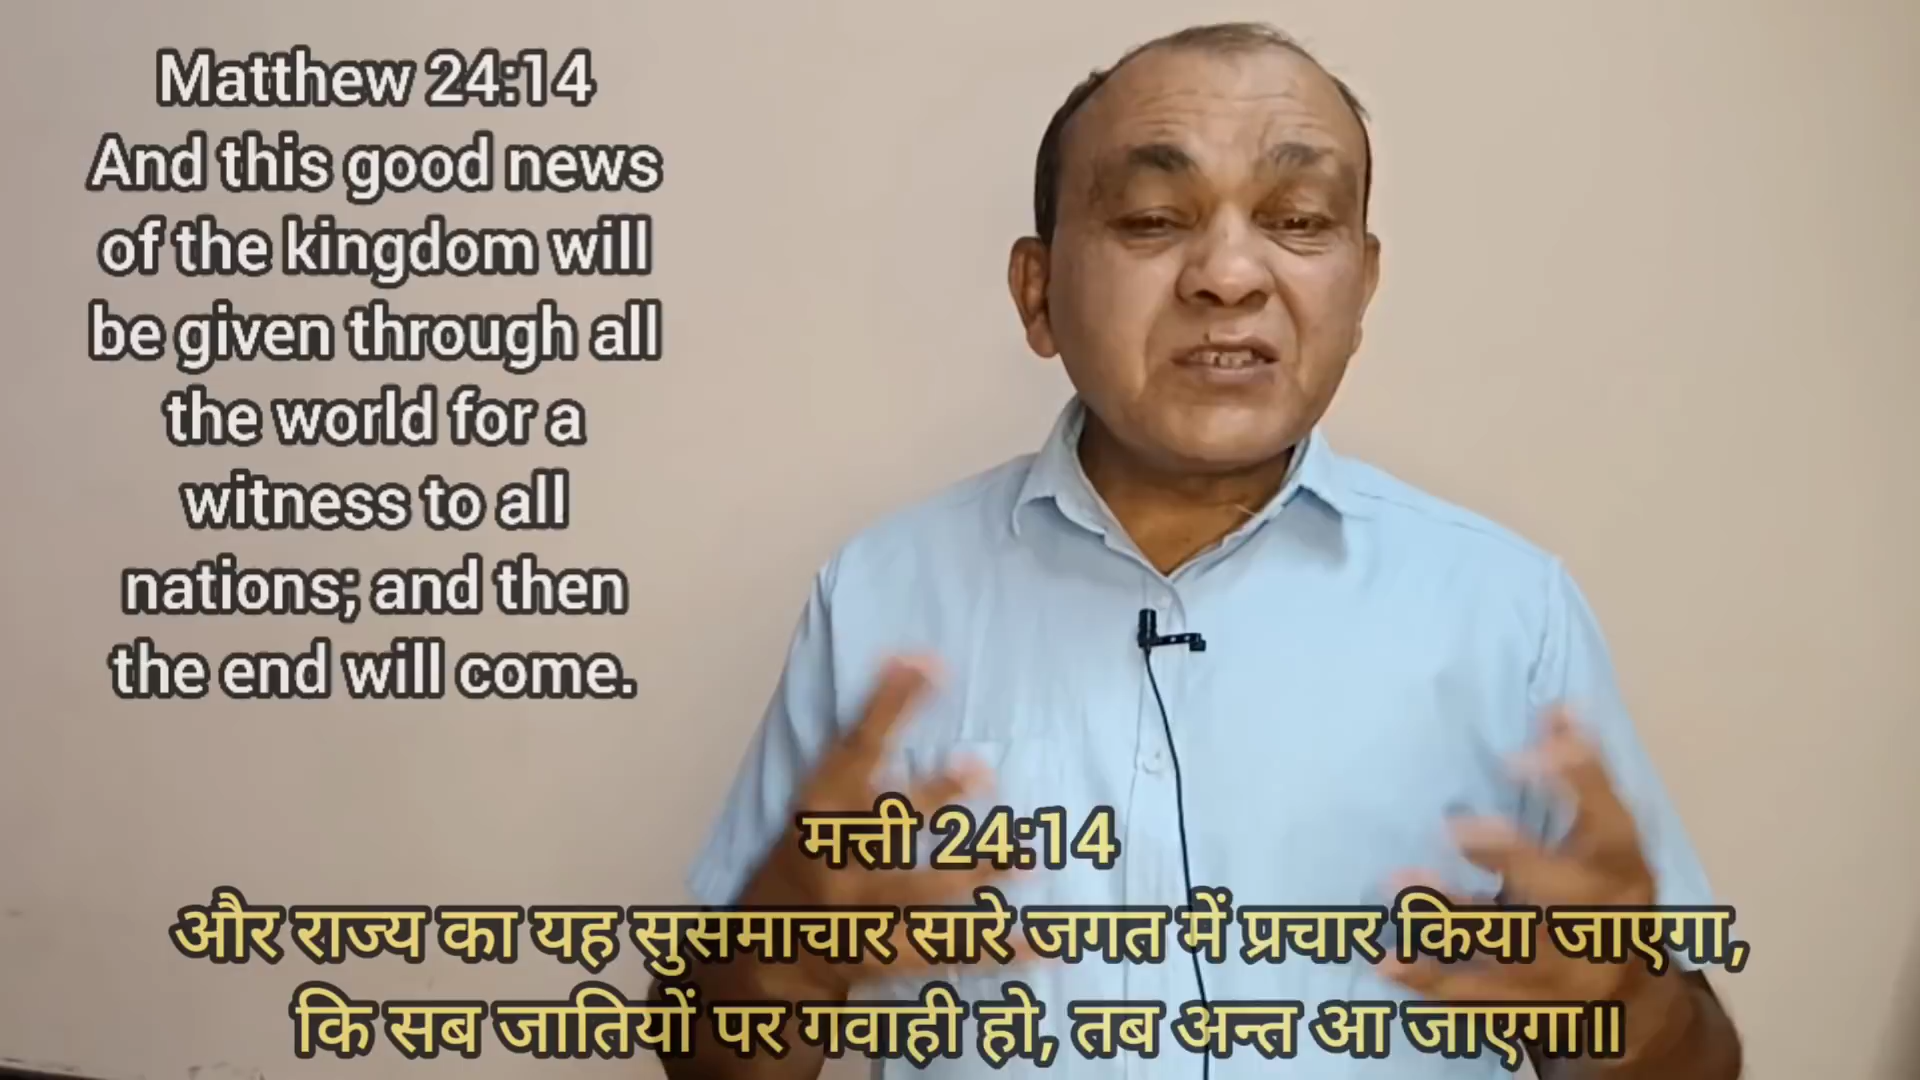 Matthew 24:14
And this good news
of the kingdom will
be given through all
the world for a
witness to all
nations; and then
the end will come.
मत्ती 24:14
और राज्य का यह सुसमाचार सारे जगत में प्रचार किया जाएगा,
कि सब जातियों पर गवाही हो, तब अन्त आ जाएगा॥